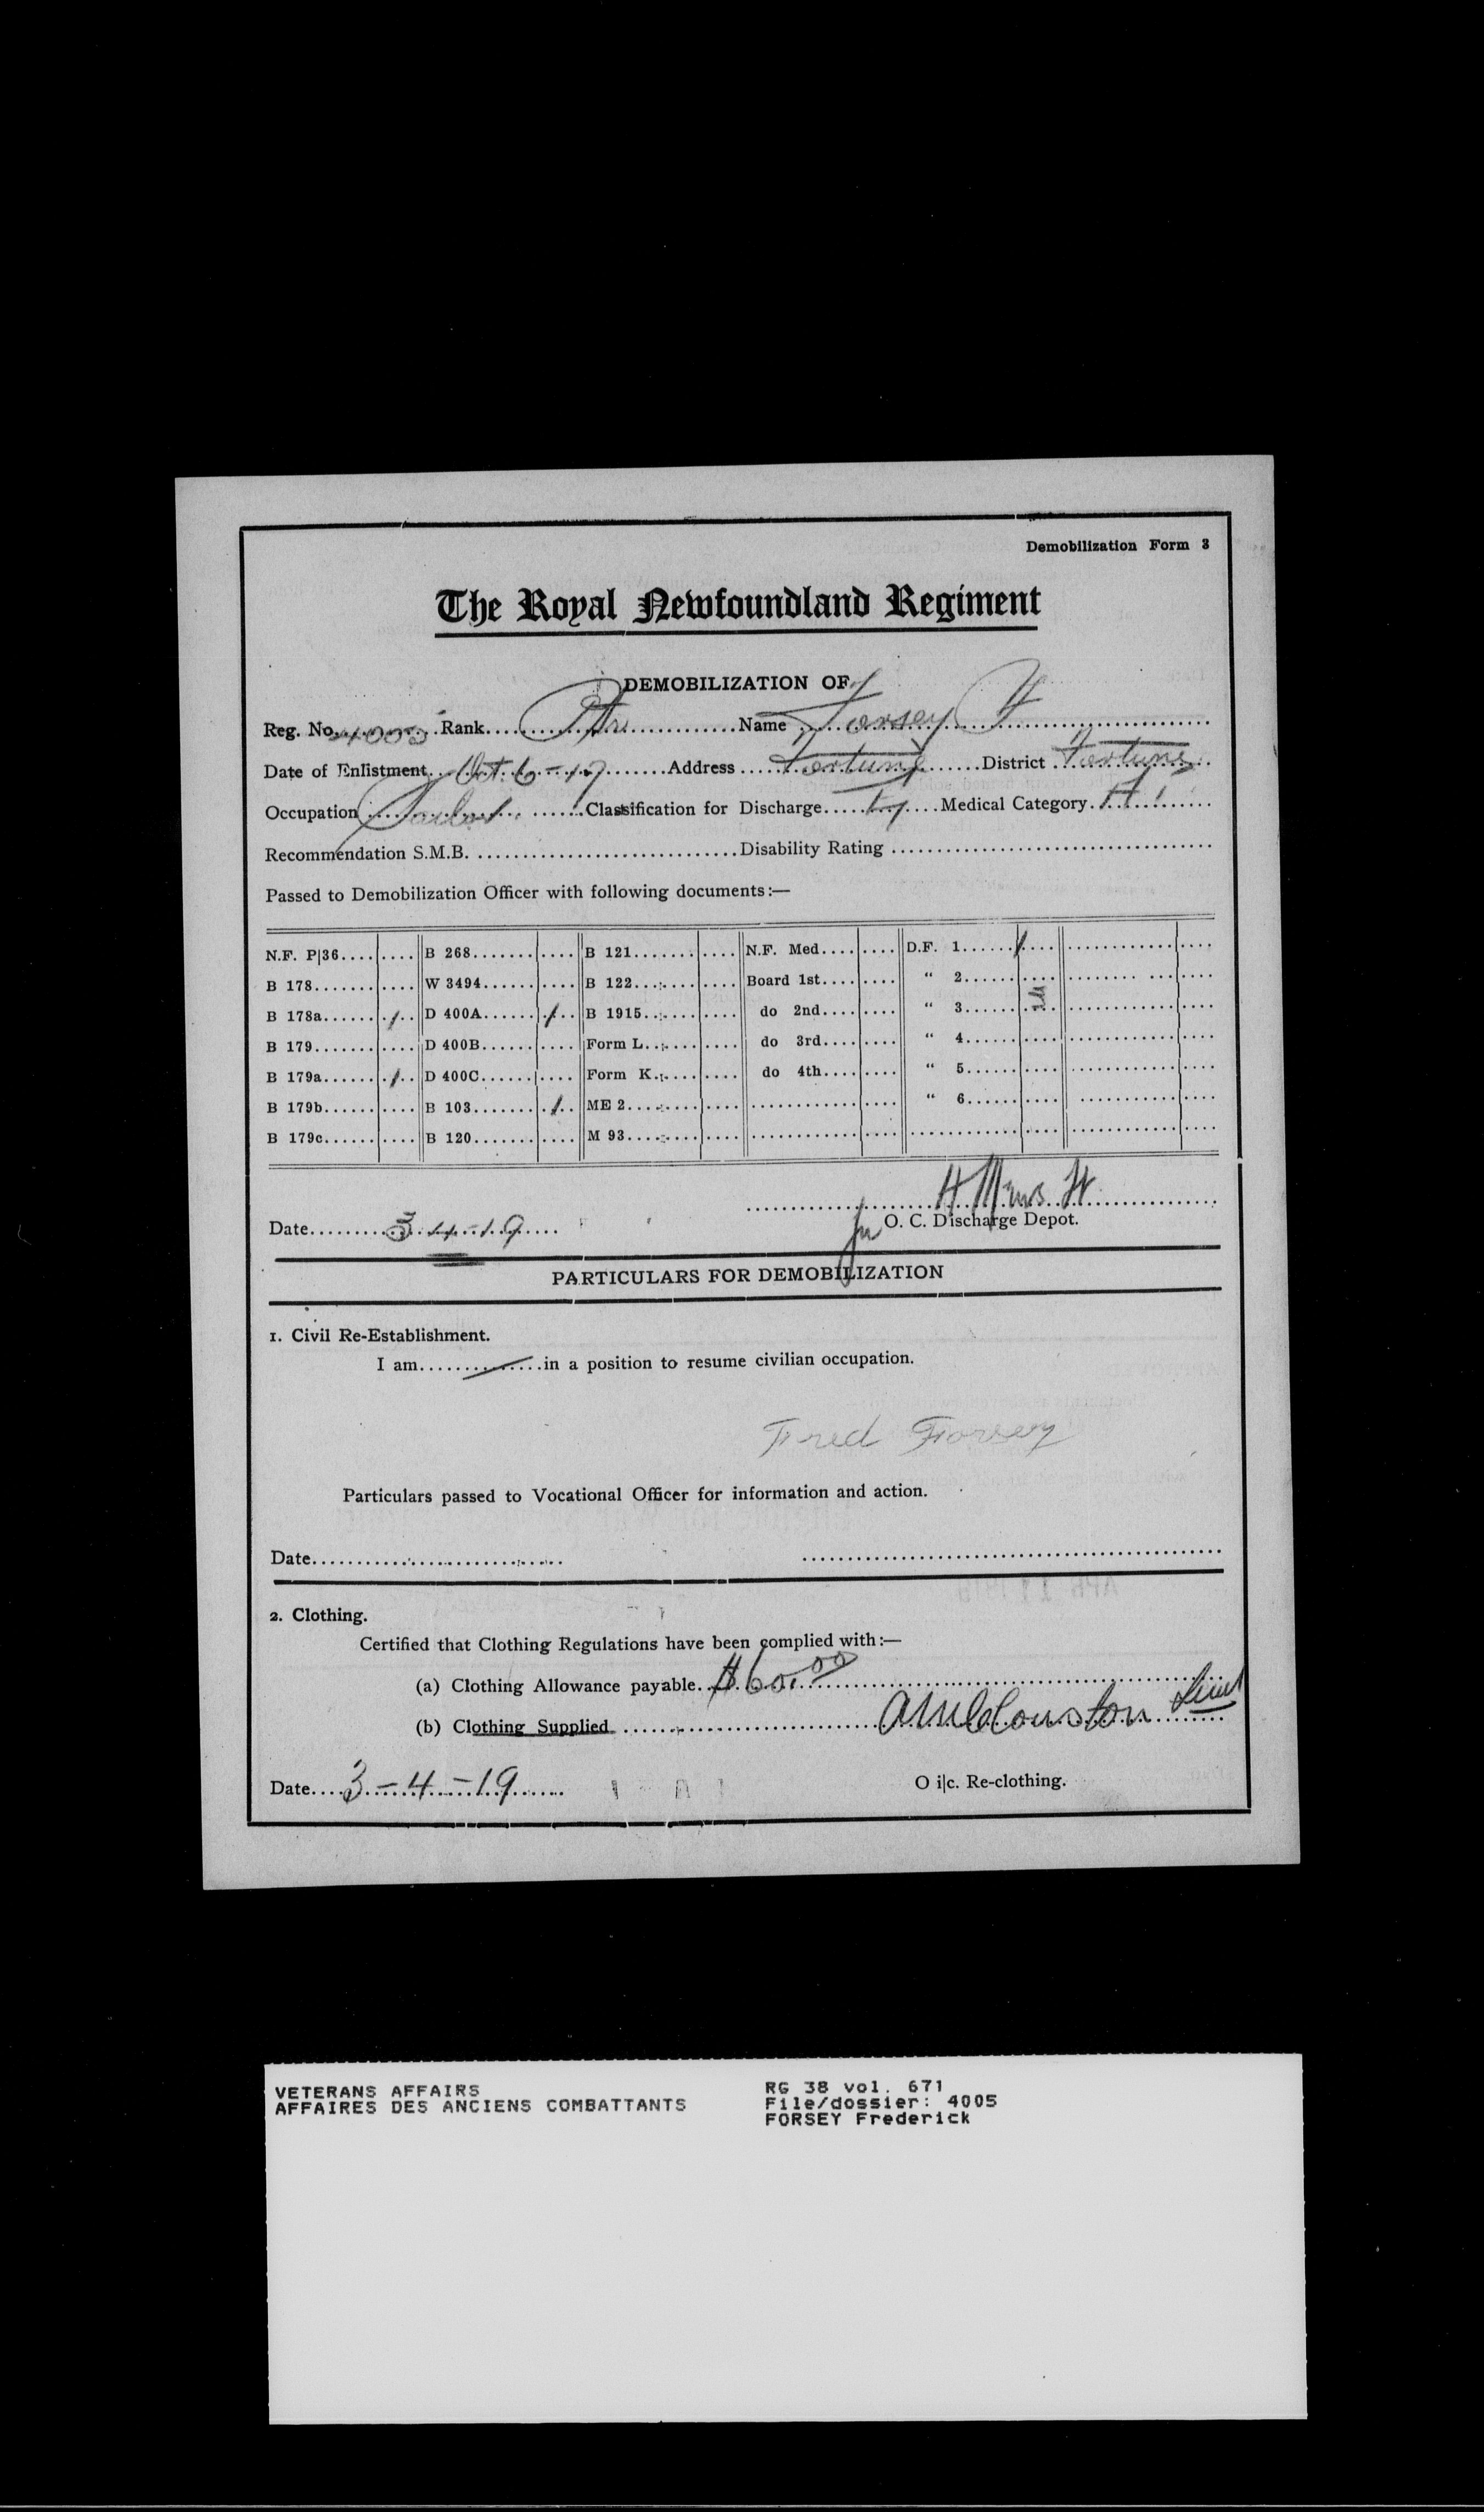 Demobilization Form 3
The Royal Newfoundland Regiment
DEMOBILIZATION OF
Reg. No. 4005 Rank Pte Name Forsey F
Date of Enlistment Oct 6-17 Address Fortune District Fortune
Occupation Sailor Classification for Discharge Medical Category A1
Recommendation S.M.B. Disability Rating
Passed to Demobilization Officer with following documents:—
N.F. P|36 B 268 B 121 N.F. Med. D.F. 1 /
B 178 W 3494 B 122 Board 1st “ 2
B 178a / D 400A / B 1915 do 2nd “ 3
B 179 D 400B Form L do 3rd “ 4
B 179a / D 400C Form K do 4th “ 5
B 179b B 103 / ME 2 “ 6
B 179c B 120 M 93
Date 3-4-19 for O. C. Discharge Depot.
PARTICULARS FOR DEMOBILIZATION
1. Civil Re-Establishment.
I am in a position to resume civilian occupation.
Fred Forsey
Particulars passed to Vocational Officer for information and action.
Date
2. Clothing.
Certified that Clothing Regulations have been complied with:—
(a) Clothing Allowance payable $60.00
(b) Clothing Supplied
Date 3-4-19 O i|c. Re-clothing.
VETERANS AFFAIRS
AFFAIRES DES ANCIENS COMBATTANTS
RG 38 vol. 671
File/dossier: 4005
FORSEY Frederick